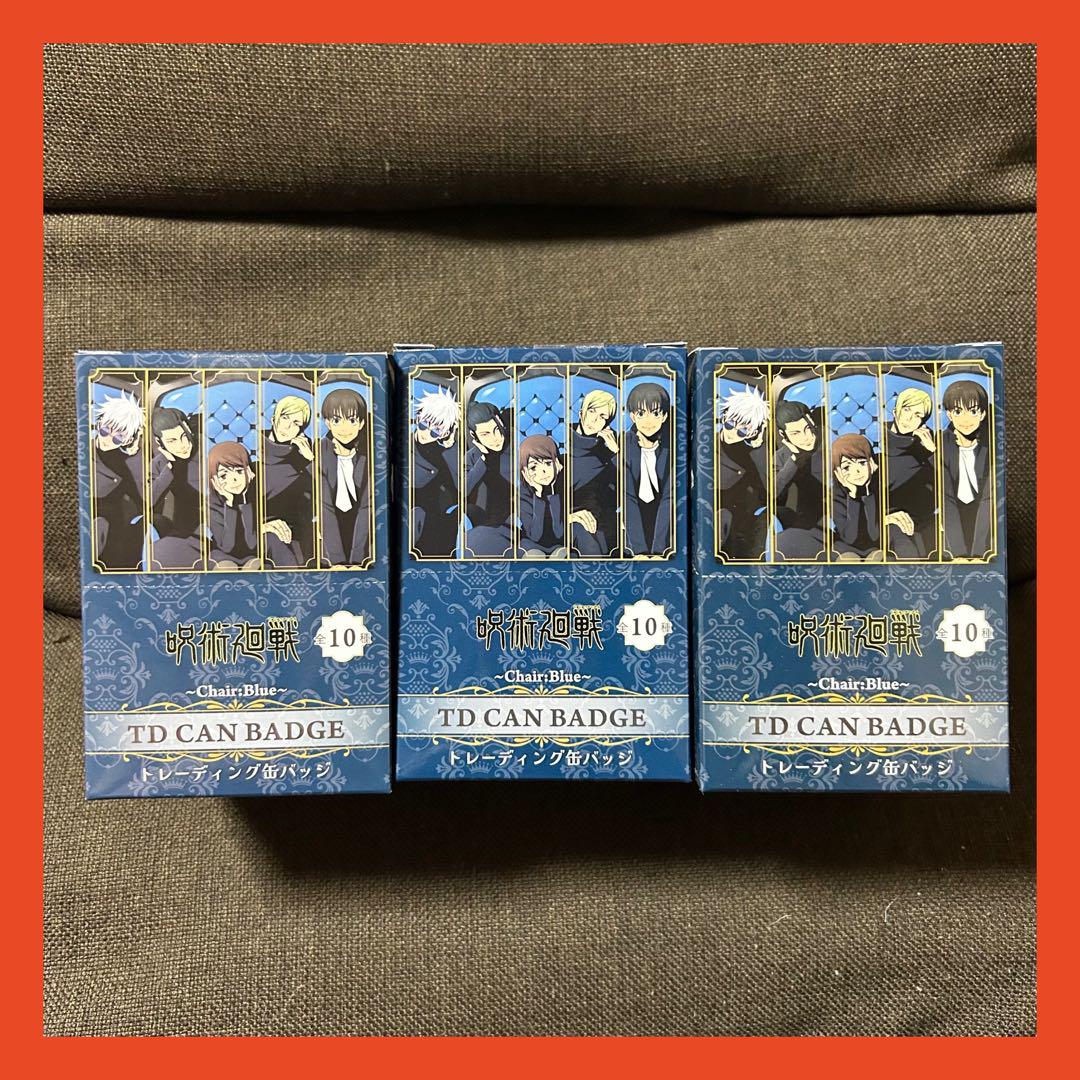 呪術廻戦
全10種
~Chair:Blue~
TD CAN BADGE
トレーディング缶バッジ
呪術廻戦
全10種
~Chair:Blue~
TD CAN BADGE
トレーディング缶バッジ
呪術廻戦
全10種
~Chair:Blue~
TD CAN BADGE
トレーディング缶バッジ